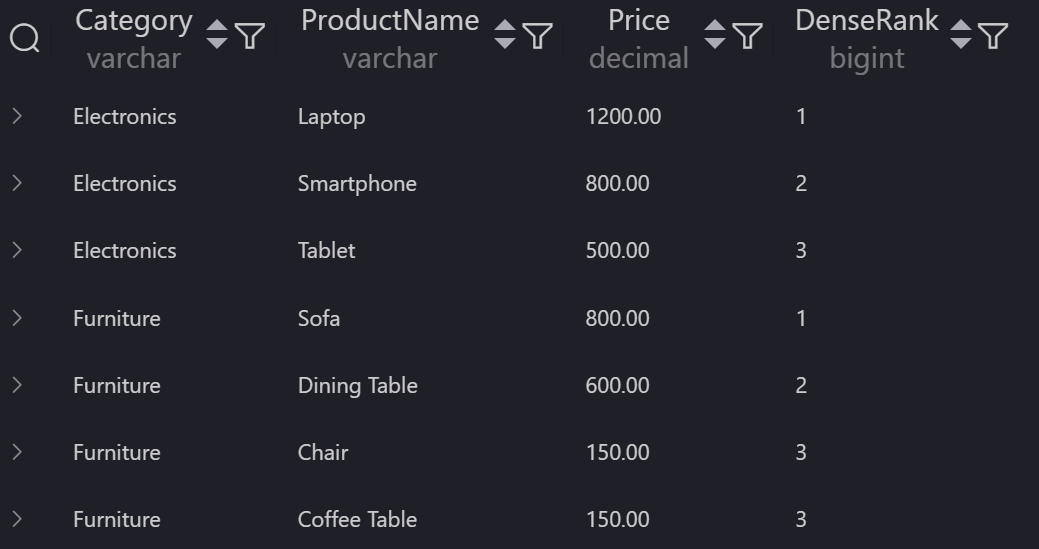 Category ProductName Price DenseRank
varchar varchar decimal bigint
Electronics Laptop 1200.00 1
Electronics Smartphone 800.00 2
Electronics Tablet 500.00 3
Furniture Sofa 800.00 1
Furniture Dining Table 600.00 2
Furniture Chair 150.00 3
Furniture Coffee Table 150.00 3